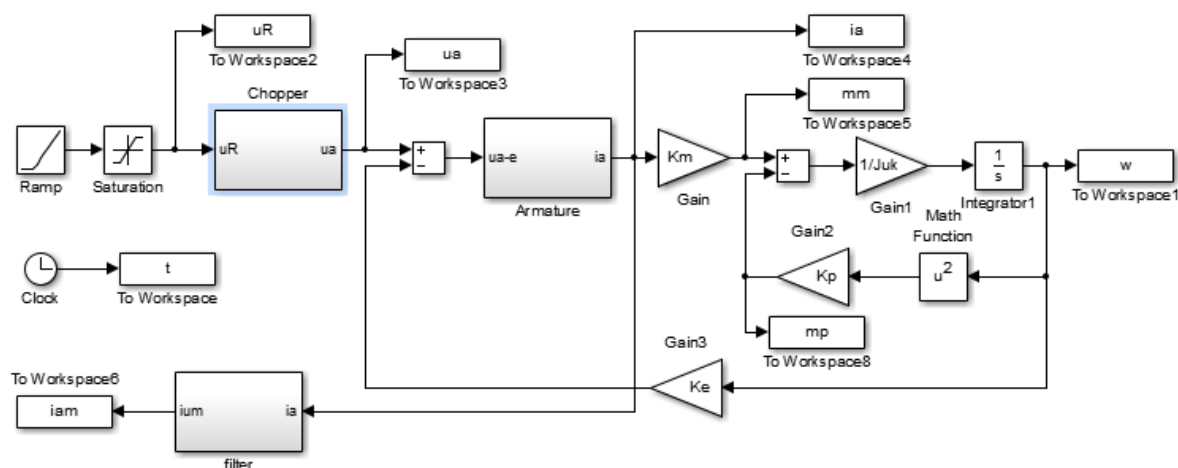 uR
To Workspace2
ua
To Workspace3
ia
To Workspace4
mm
To Workspace5
Chopper
uR
ua
Ramp
Saturation
+
−
ua-e
ia
Armature
Km
Gain
+
−
1/Juk
Gain1
1
s
Integrator1
w
To Workspace1
Math
Function
u²
Gain2
Kp
mp
To Workspace8
Clock
t
To Workspace
Gain3
Ke
To Workspace6
iam
ium
ia
filter